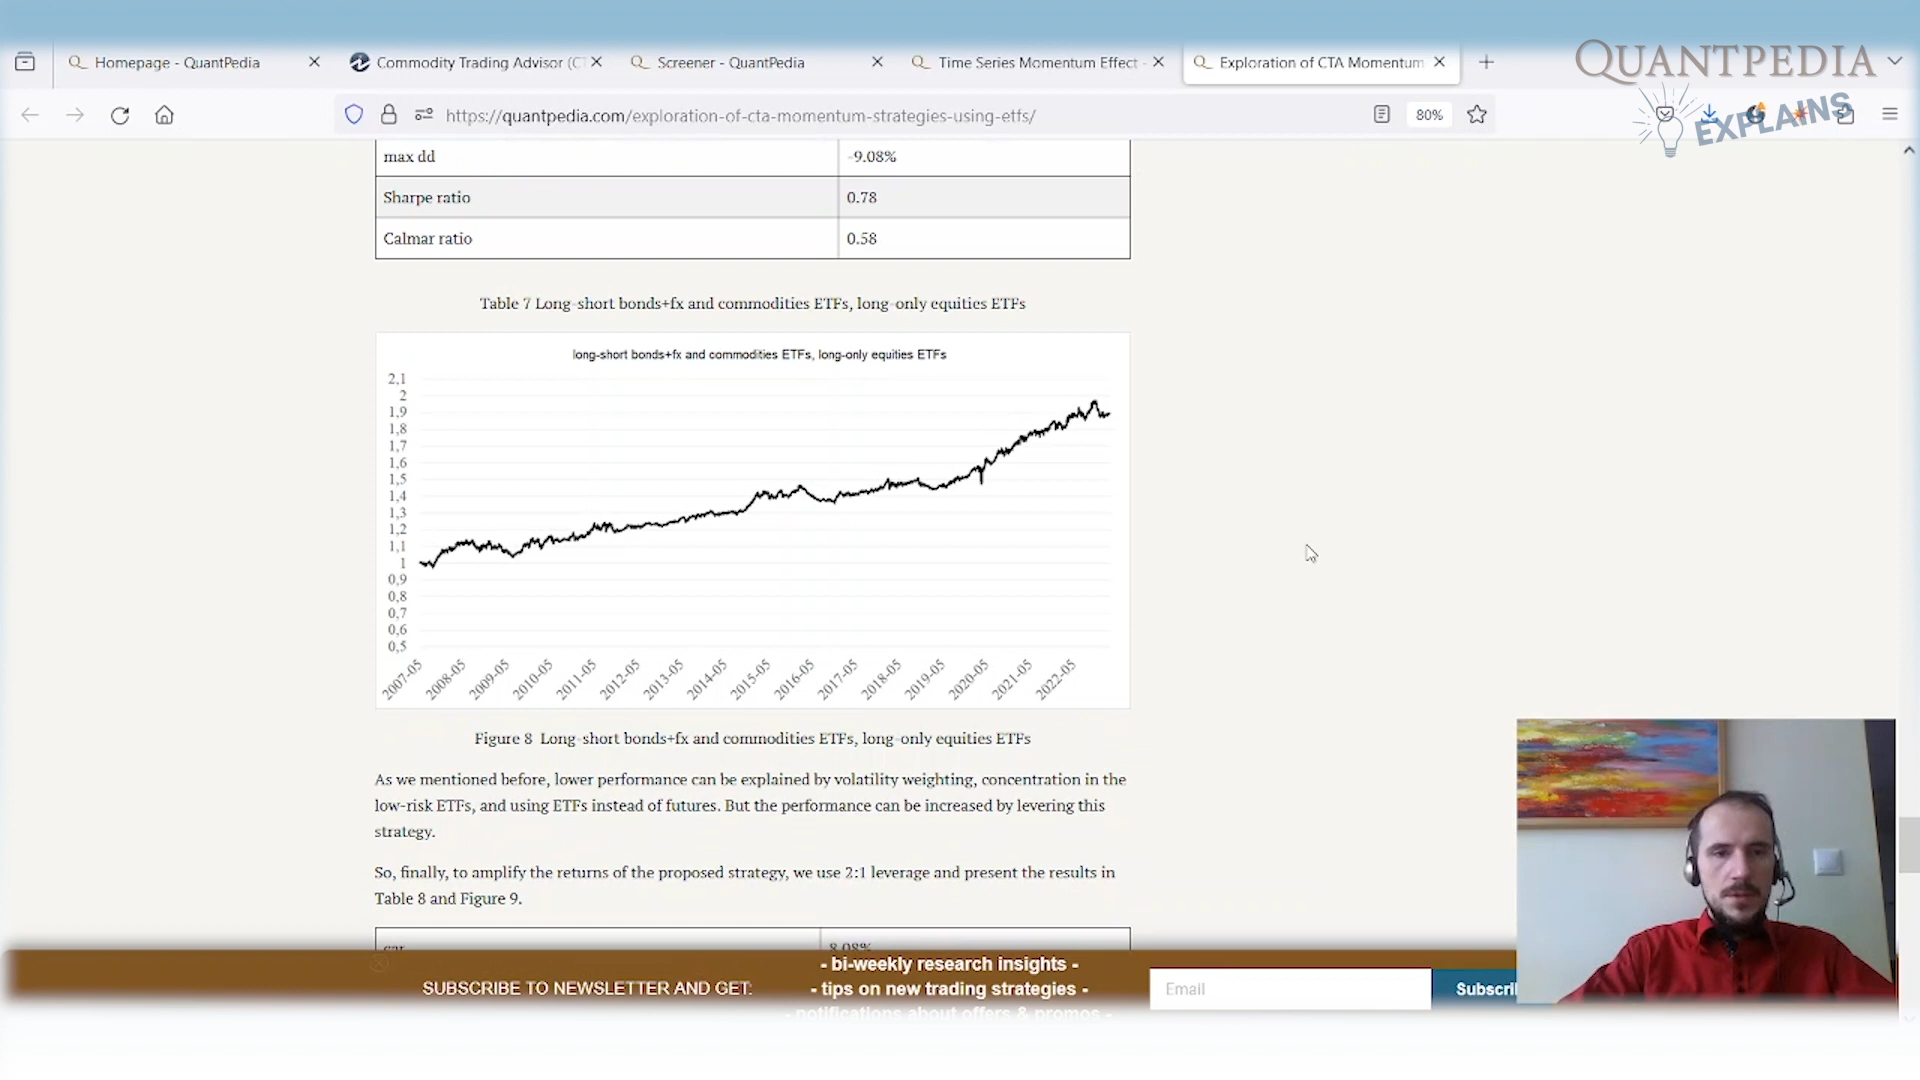 Homepage - QuantPedia
Commodity Trading Advisor (CT
Screener - QuantPedia
Time Series Momentum Effect -
Exploration of CTA Momentum
QUANTPEDIA
EXPLAINS
https://quantpedia.com/exploration-of-cta-momentum-strategies-using-etfs/
80%
max dd -9.08%
Sharpe ratio 0.78
Calmar ratio 0.58
Table 7 Long-short bonds+fx and commodities ETFs, long-only equities ETFs
long-short bonds+fx and commodities ETFs, long-only equities ETFs
2,1
2
1,9
1,8
1,7
1,6
1,5
1,4
1,3
1,2
1,1
1
0,9
0,8
0,7
0,6
0,5
2007-05 2008-05 2009-05 2010-05 2011-05 2012-05 2013-05 2014-05 2015-05 2016-05 2017-05 2018-05 2019-05 2020-05 2021-05 2022-05
Figure 8 Long-short bonds+fx and commodities ETFs, long-only equities ETFs
As we mentioned before, lower performance can be explained by volatility weighting, concentration in the
low-risk ETFs, and using ETFs instead of futures. But the performance can be increased by levering this
strategy.
So, finally, to amplify the returns of the proposed strategy, we use 2:1 leverage and present the results in
Table 8 and Figure 9.
car 8.08%
SUBSCRIBE TO NEWSLETTER AND GET:
- bi-weekly research insights -
- tips on new trading strategies -
- notifications about offers & promos -
Email
Subscri